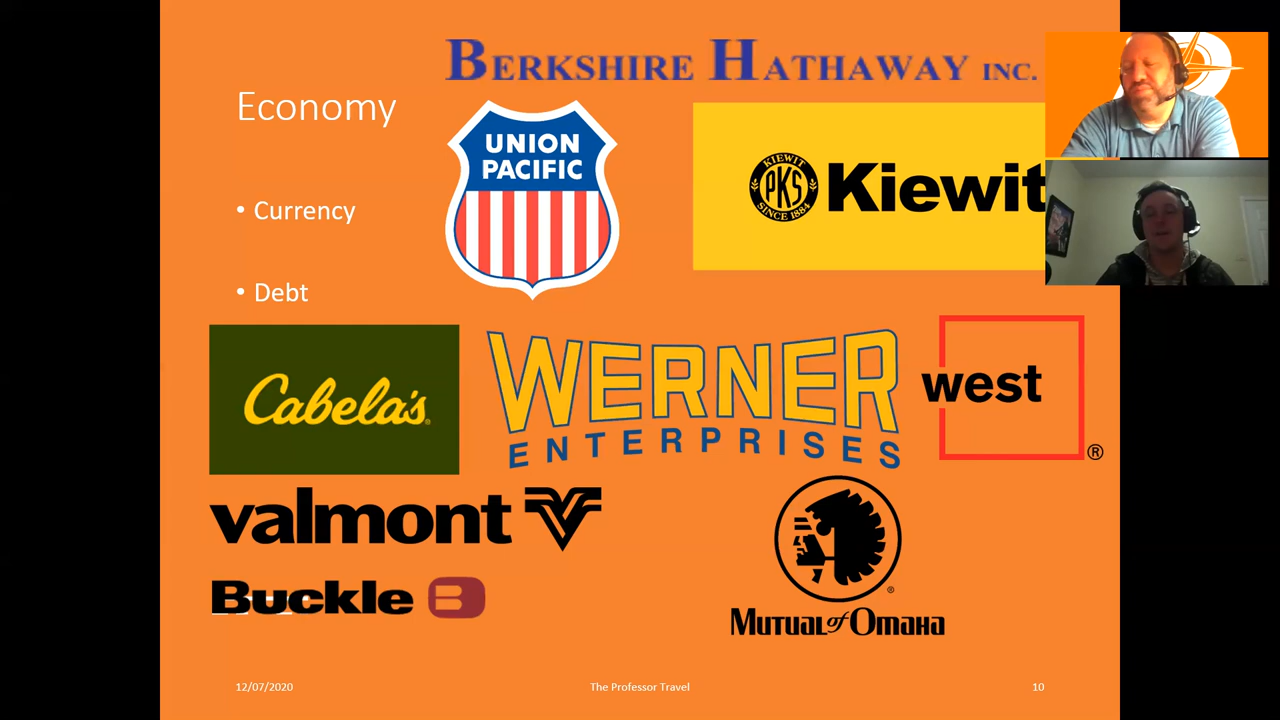 BERKSHIRE HATHAWAY INC.
Economy
UNION
PACIFIC
KIEWIT
PKS
SINCE 1884
Kiewit
• Currency
• Debt
Cabela's®
WERNER
ENTERPRISES
west
®
valmont
®
MUTUAL of OMAHA
Buckle B
12/07/2020
The Professor Travel
10